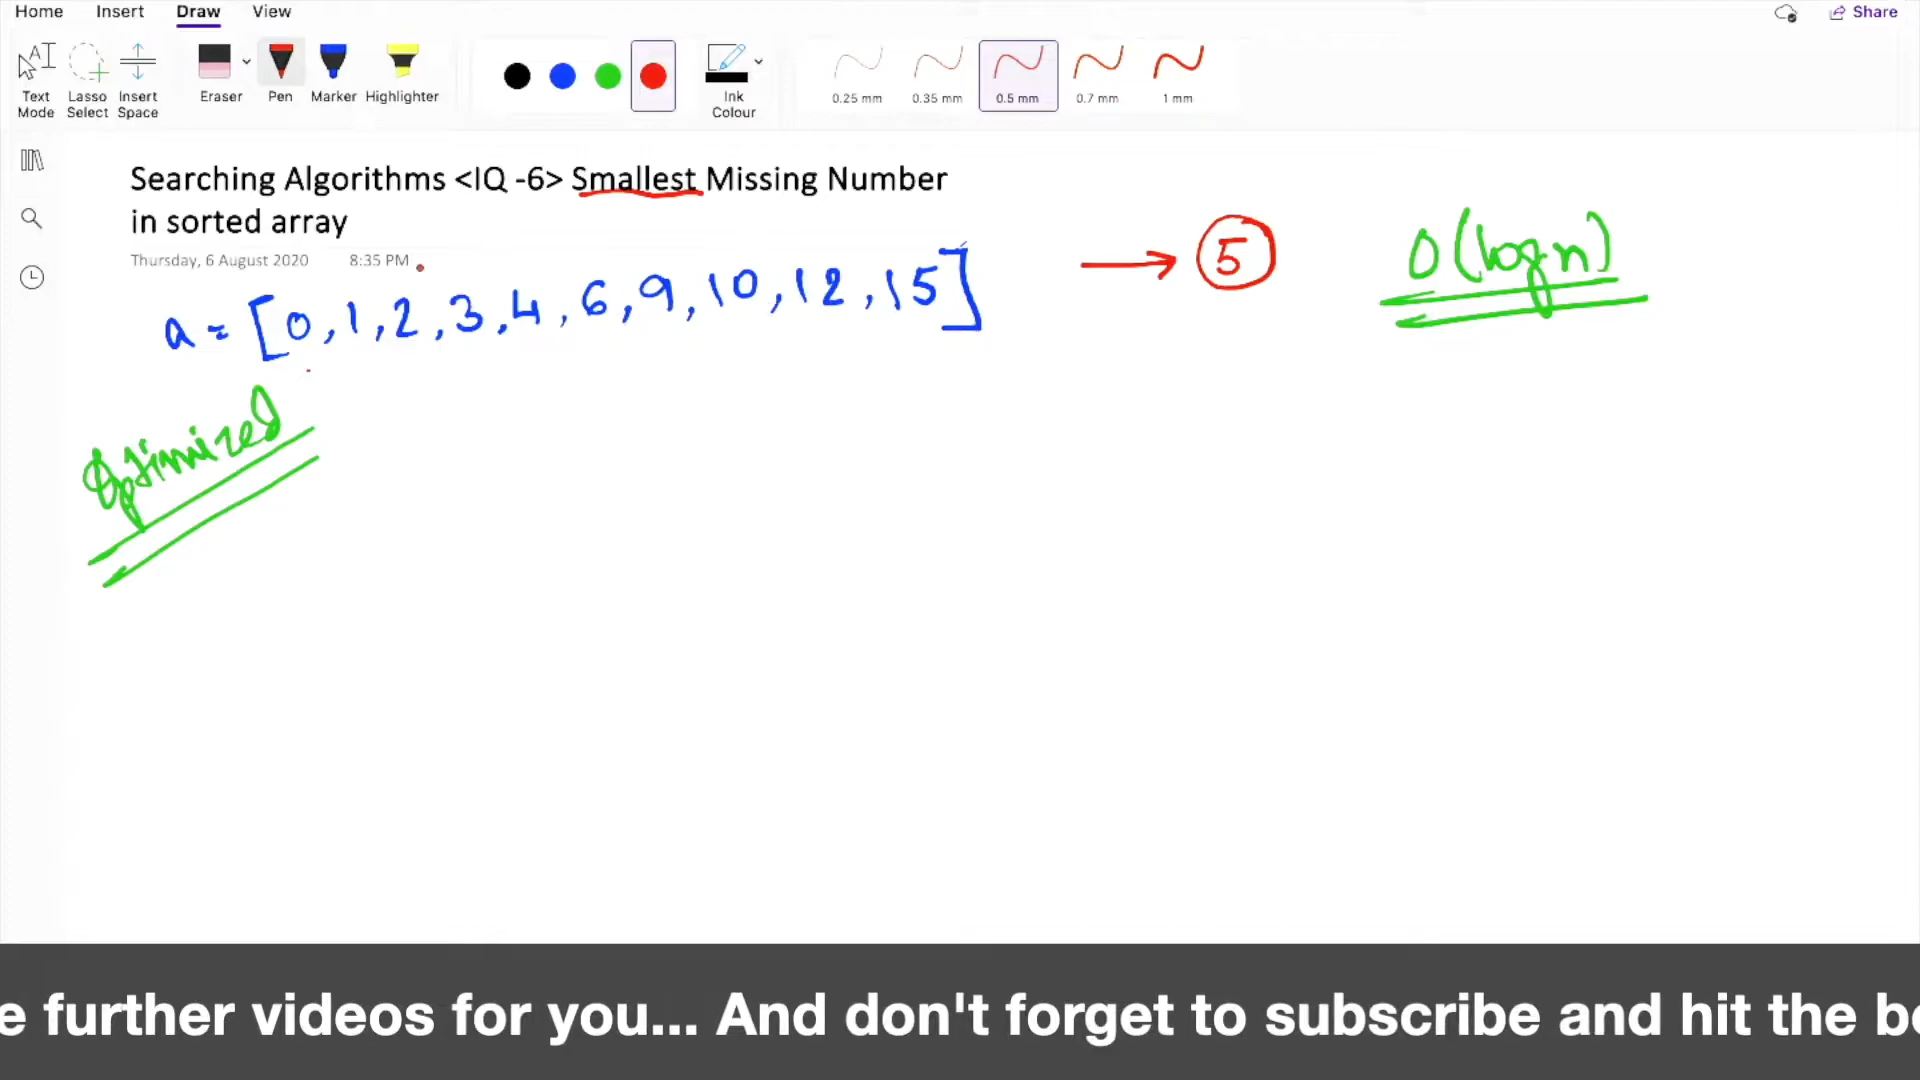 Home Insert Draw View Share
Text Mode Lasso Select Insert Space Eraser Pen Marker Highlighter Ink Colour 0.25 mm 0.35 mm 0.5 mm 0.7 mm 1 mm
Searching Algorithms <IQ -6> Smallest Missing Number
in sorted array
Thursday, 6 August 2020 8:35 PM
a = [0, 1, 2, 3, 4, 6, 9, 10, 12, 15]
5
O(log n)
Optimized
e further videos for you... And don't forget to subscribe and hit the be